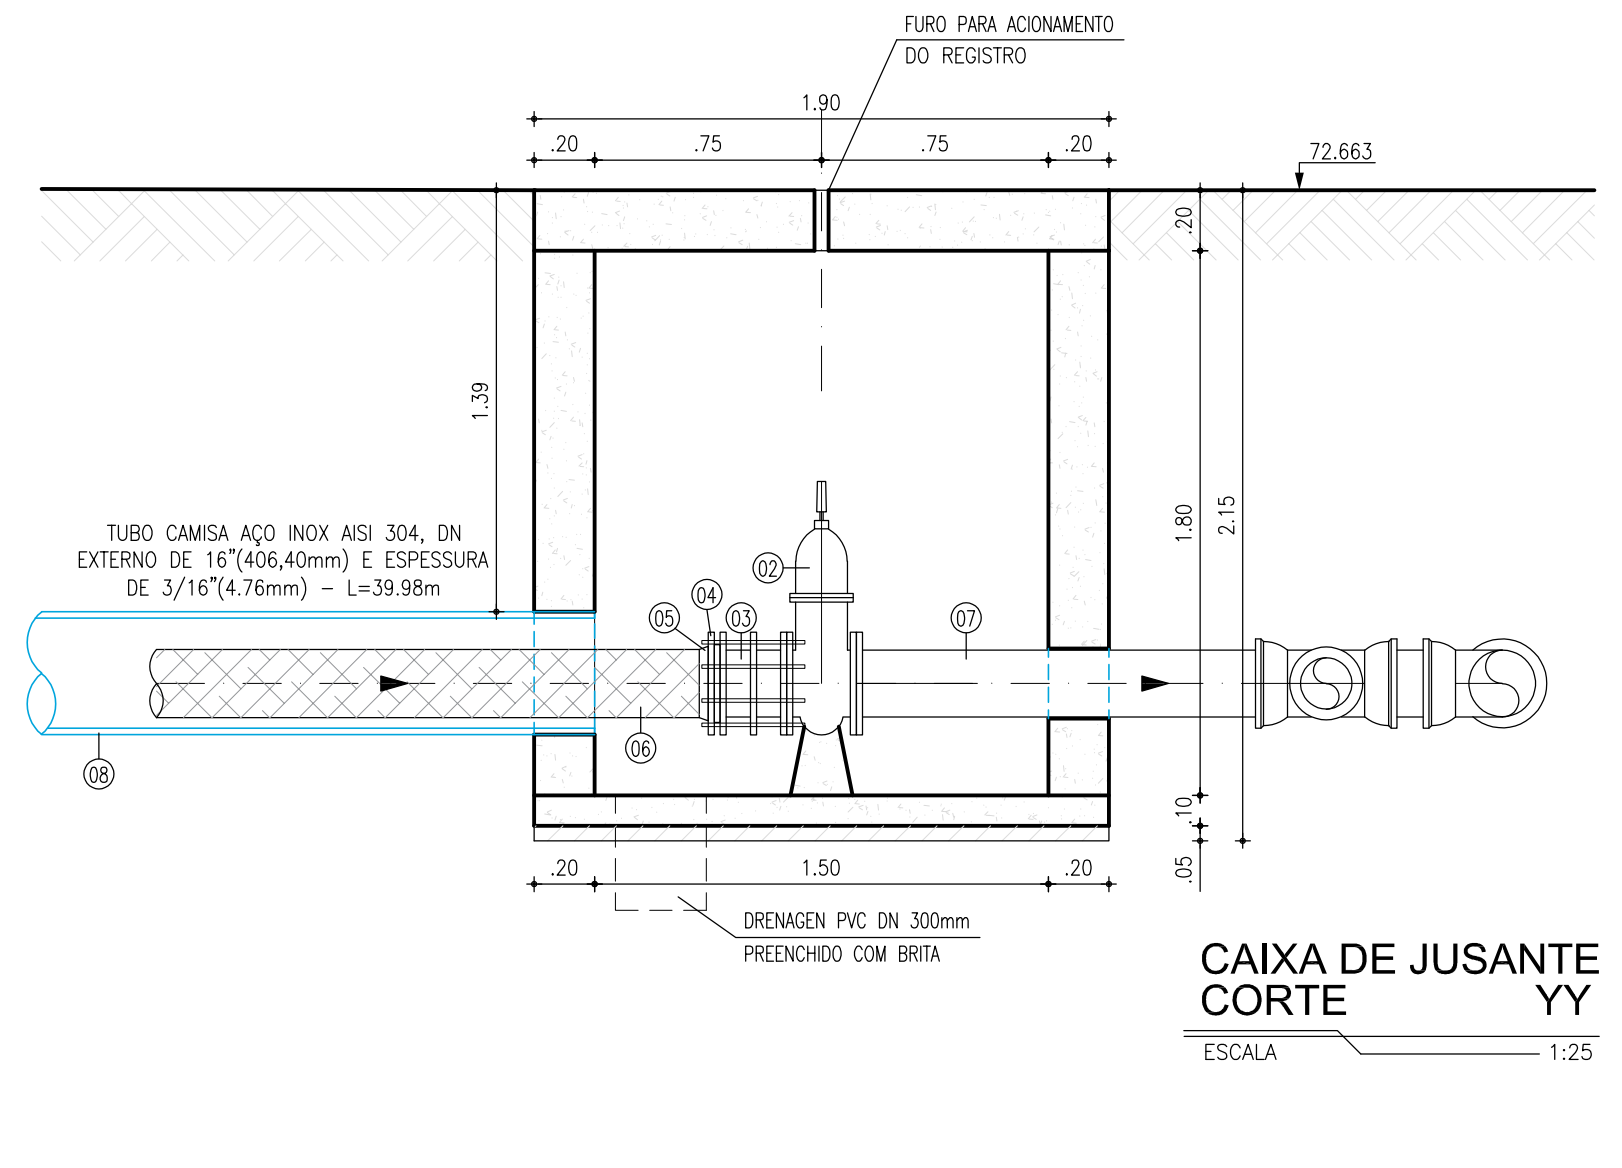 FURO PARA ACIONAMENTO
DO REGISTRO
1.90
.20
.75
.75
.20
72.663
.20
1.39
1.80
2.15
TUBO CAMISA AÇO INOX AISI 304, DN
EXTERNO DE 16"(406,40mm) E ESPESSURA
DE 3/16"(4.76mm) – L=39.98m
02
04
05
03
07
06
08
.10
.05
.20
1.50
.20
DRENAGEN PVC DN 300mm
PREENCHIDO COM BRITA
CAIXA DE JUSANTE
CORTE YY
ESCALA 1:25